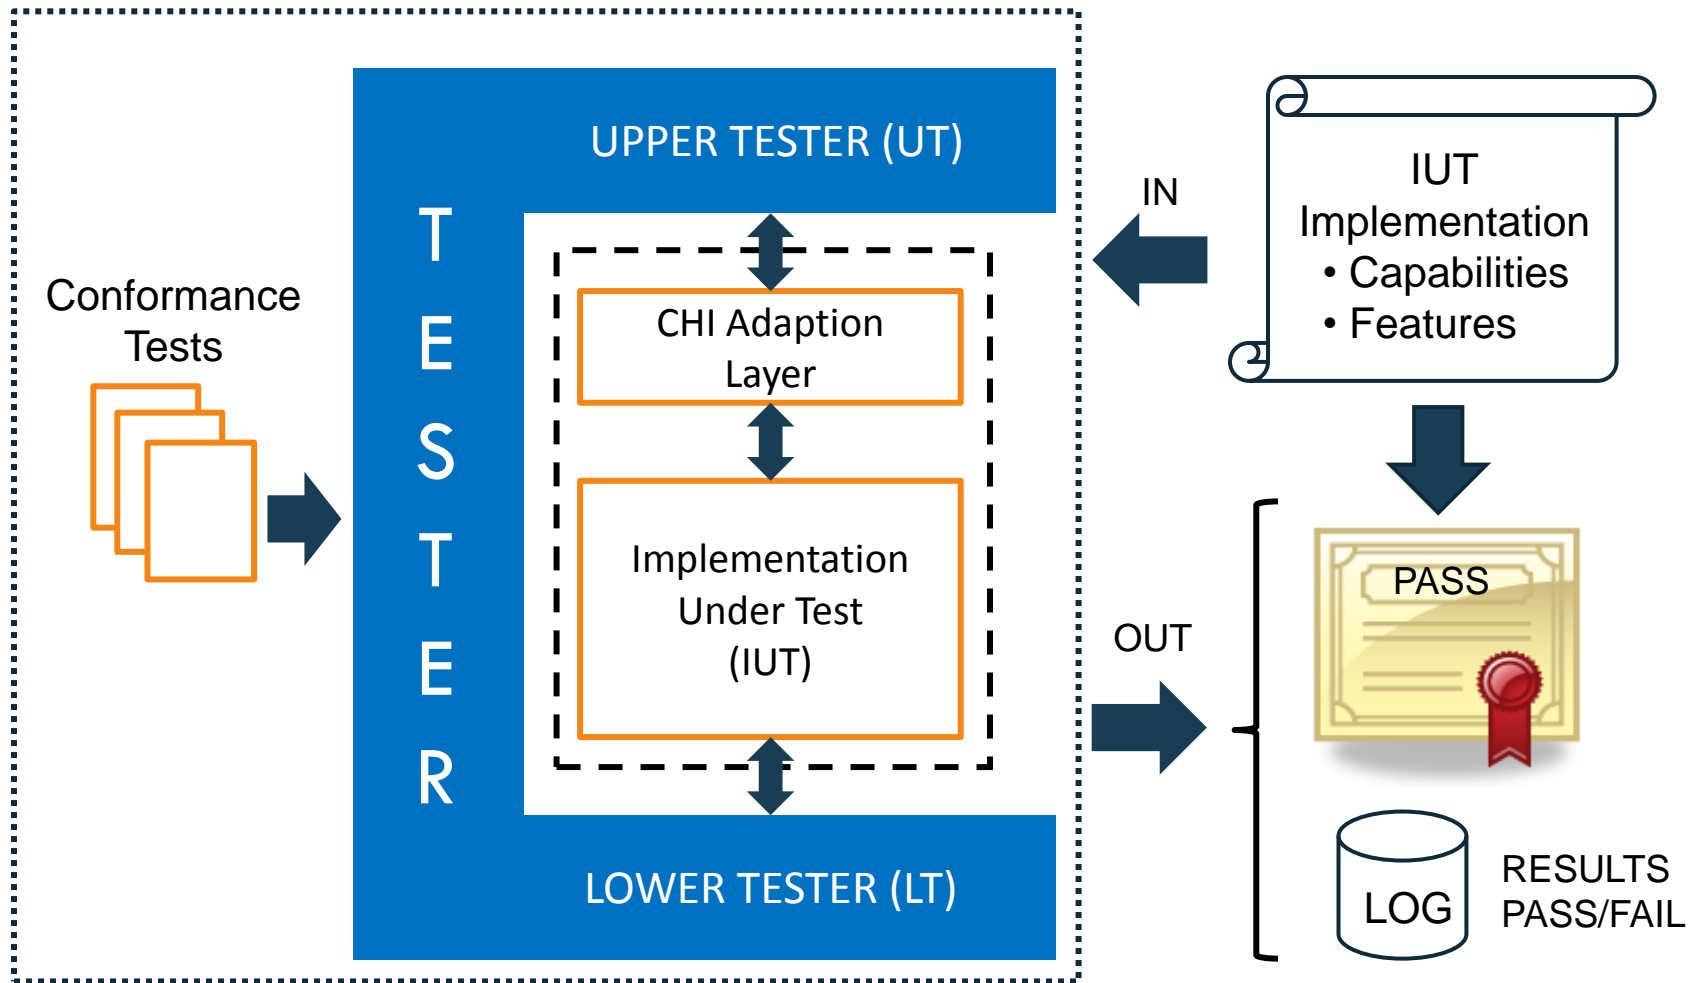 Conformance
Tests
T
E
S
T
E
R
UPPER TESTER (UT)
CHI Adaption
Layer
Implementation
Under Test
(IUT)
LOWER TESTER (LT)
IN
IUT
Implementation
• Capabilities
• Features
OUT
PASS
LOG
RESULTS
PASS/FAIL